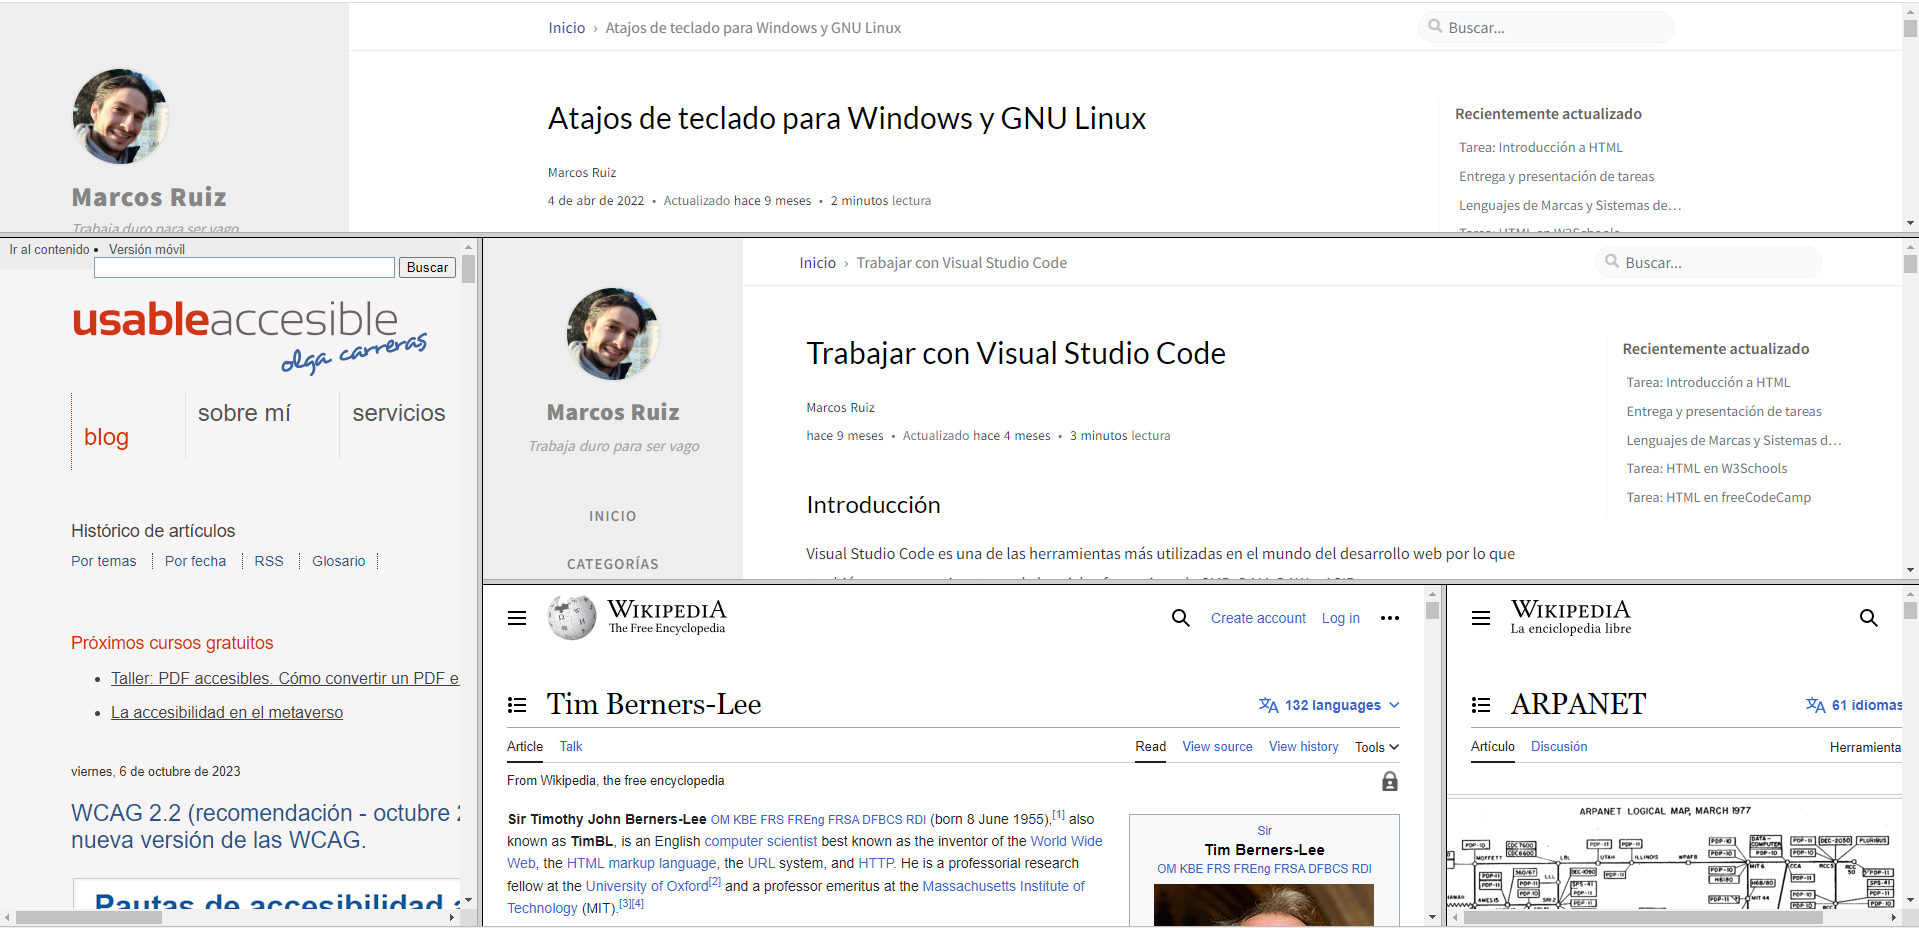 Inicio › Atajos de teclado para Windows y GNU Linux
Buscar...
Marcos Ruiz
Trabaja duro para ser vago
Atajos de teclado para Windows y GNU Linux
Marcos Ruiz
4 de abr de 2022 • Actualizado hace 9 meses • 2 minutos lectura
Recientemente actualizado
Tarea: Introducción a HTML
Entrega y presentación de tareas
Lenguajes de Marcas y Sistemas de...
Tarea: HTML en W3Schools
Ir al contenido • Versión móvil
Buscar
usableaccesible
olga carreras
blog
sobre mí
servicios
Histórico de artículos
Por temas
Por fecha
RSS
Glosario
Próximos cursos gratuitos
• Taller: PDF accesibles. Cómo convertir un PDF e
• La accesibilidad en el metaverso
viernes, 6 de octubre de 2023
WCAG 2.2 (recomendación - octubre 2
nueva versión de las WCAG.
Pautas de accesibilidad
Inicio › Trabajar con Visual Studio Code
Buscar...
Marcos Ruiz
Trabaja duro para ser vago
INICIO
CATEGORÍAS
Trabajar con Visual Studio Code
Marcos Ruiz
hace 9 meses • Actualizado hace 4 meses • 3 minutos lectura
Introducción
Visual Studio Code es una de las herramientas más utilizadas en el mundo del desarrollo web por lo que
Recientemente actualizado
Tarea: Introducción a HTML
Entrega y presentación de tareas
Lenguajes de Marcas y Sistemas d...
Tarea: HTML en W3Schools
Tarea: HTML en freeCodeCamp
WIKIPEDIA
The Free Encyclopedia
Create account
Log in
Tim Berners-Lee
132 languages
Article
Talk
Read
View source
View history
Tools
From Wikipedia, the free encyclopedia
Sir Timothy John Berners-Lee OM KBE FRS FREng FRSA DFBCS RDI (born 8 June 1955),[1] also
known as TimBL, is an English computer scientist best known as the inventor of the World Wide
Web, the HTML markup language, the URL system, and HTTP. He is a professorial research
fellow at the University of Oxford[2] and a professor emeritus at the Massachusetts Institute of
Technology (MIT).[3][4]
Sir
Tim Berners-Lee
OM KBE FRS FREng FRSA DFBCS RDI
WIKIPEDIA
La enciclopedia libre
ARPANET
61 idiomas
Artículo
Discusión
Herramienta
ARPANET LOGICAL MAP, MARCH 1977